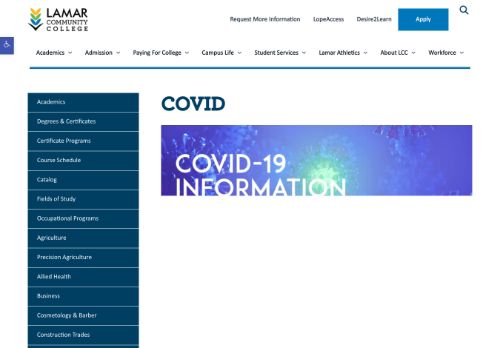 LAMAR
COMMUNITY
COLLEGE
Request More Information LopeAccess Desire2Learn Apply
Academics Admission Paying For College Campus Life Student Services Lamar Athletics About LCC Workforce
Academics
Degrees & Certificates
Certificate Programs
Course Schedule
Catalog
Fields of Study
Occupational Programs
Agriculture
Precision Agriculture
Allied Health
Business
Cosmetology & Barber
Construction Trades
COVID
COVID-19
INFORMATION